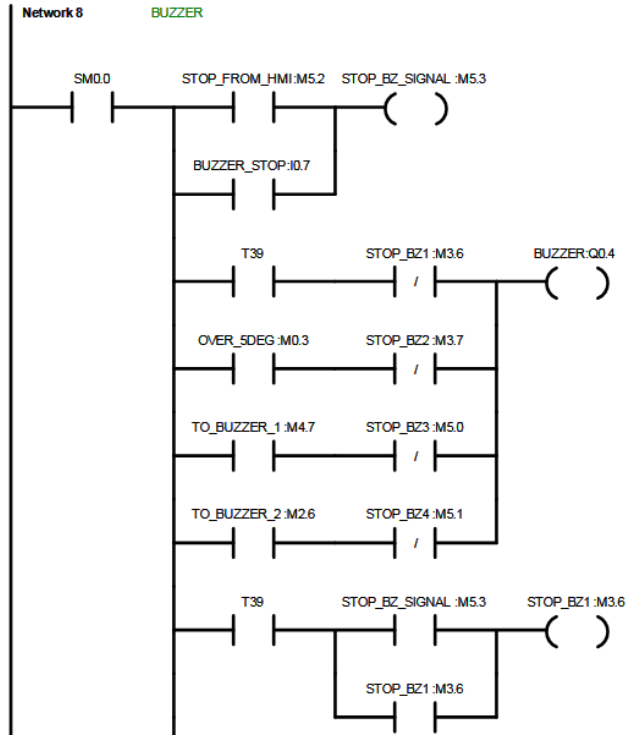 Network 8 BUZZER
SM0.0 STOP_FROM_HMI:M5.2 STOP_BZ_SIGNAL :M5.3
BUZZER_STOP:I0.7
T39 STOP_BZ1 :M3.6 BUZZER:Q0.4
/
OVER_5DEG :M0.3 STOP_BZ2 :M3.7
/
TO_BUZZER_1 :M4.7 STOP_BZ3 :M5.0
/
TO_BUZZER_2 :M2.6 STOP_BZ4 :M5.1
/
T39 STOP_BZ_SIGNAL :M5.3 STOP_BZ1 :M3.6
STOP_BZ1 :M3.6